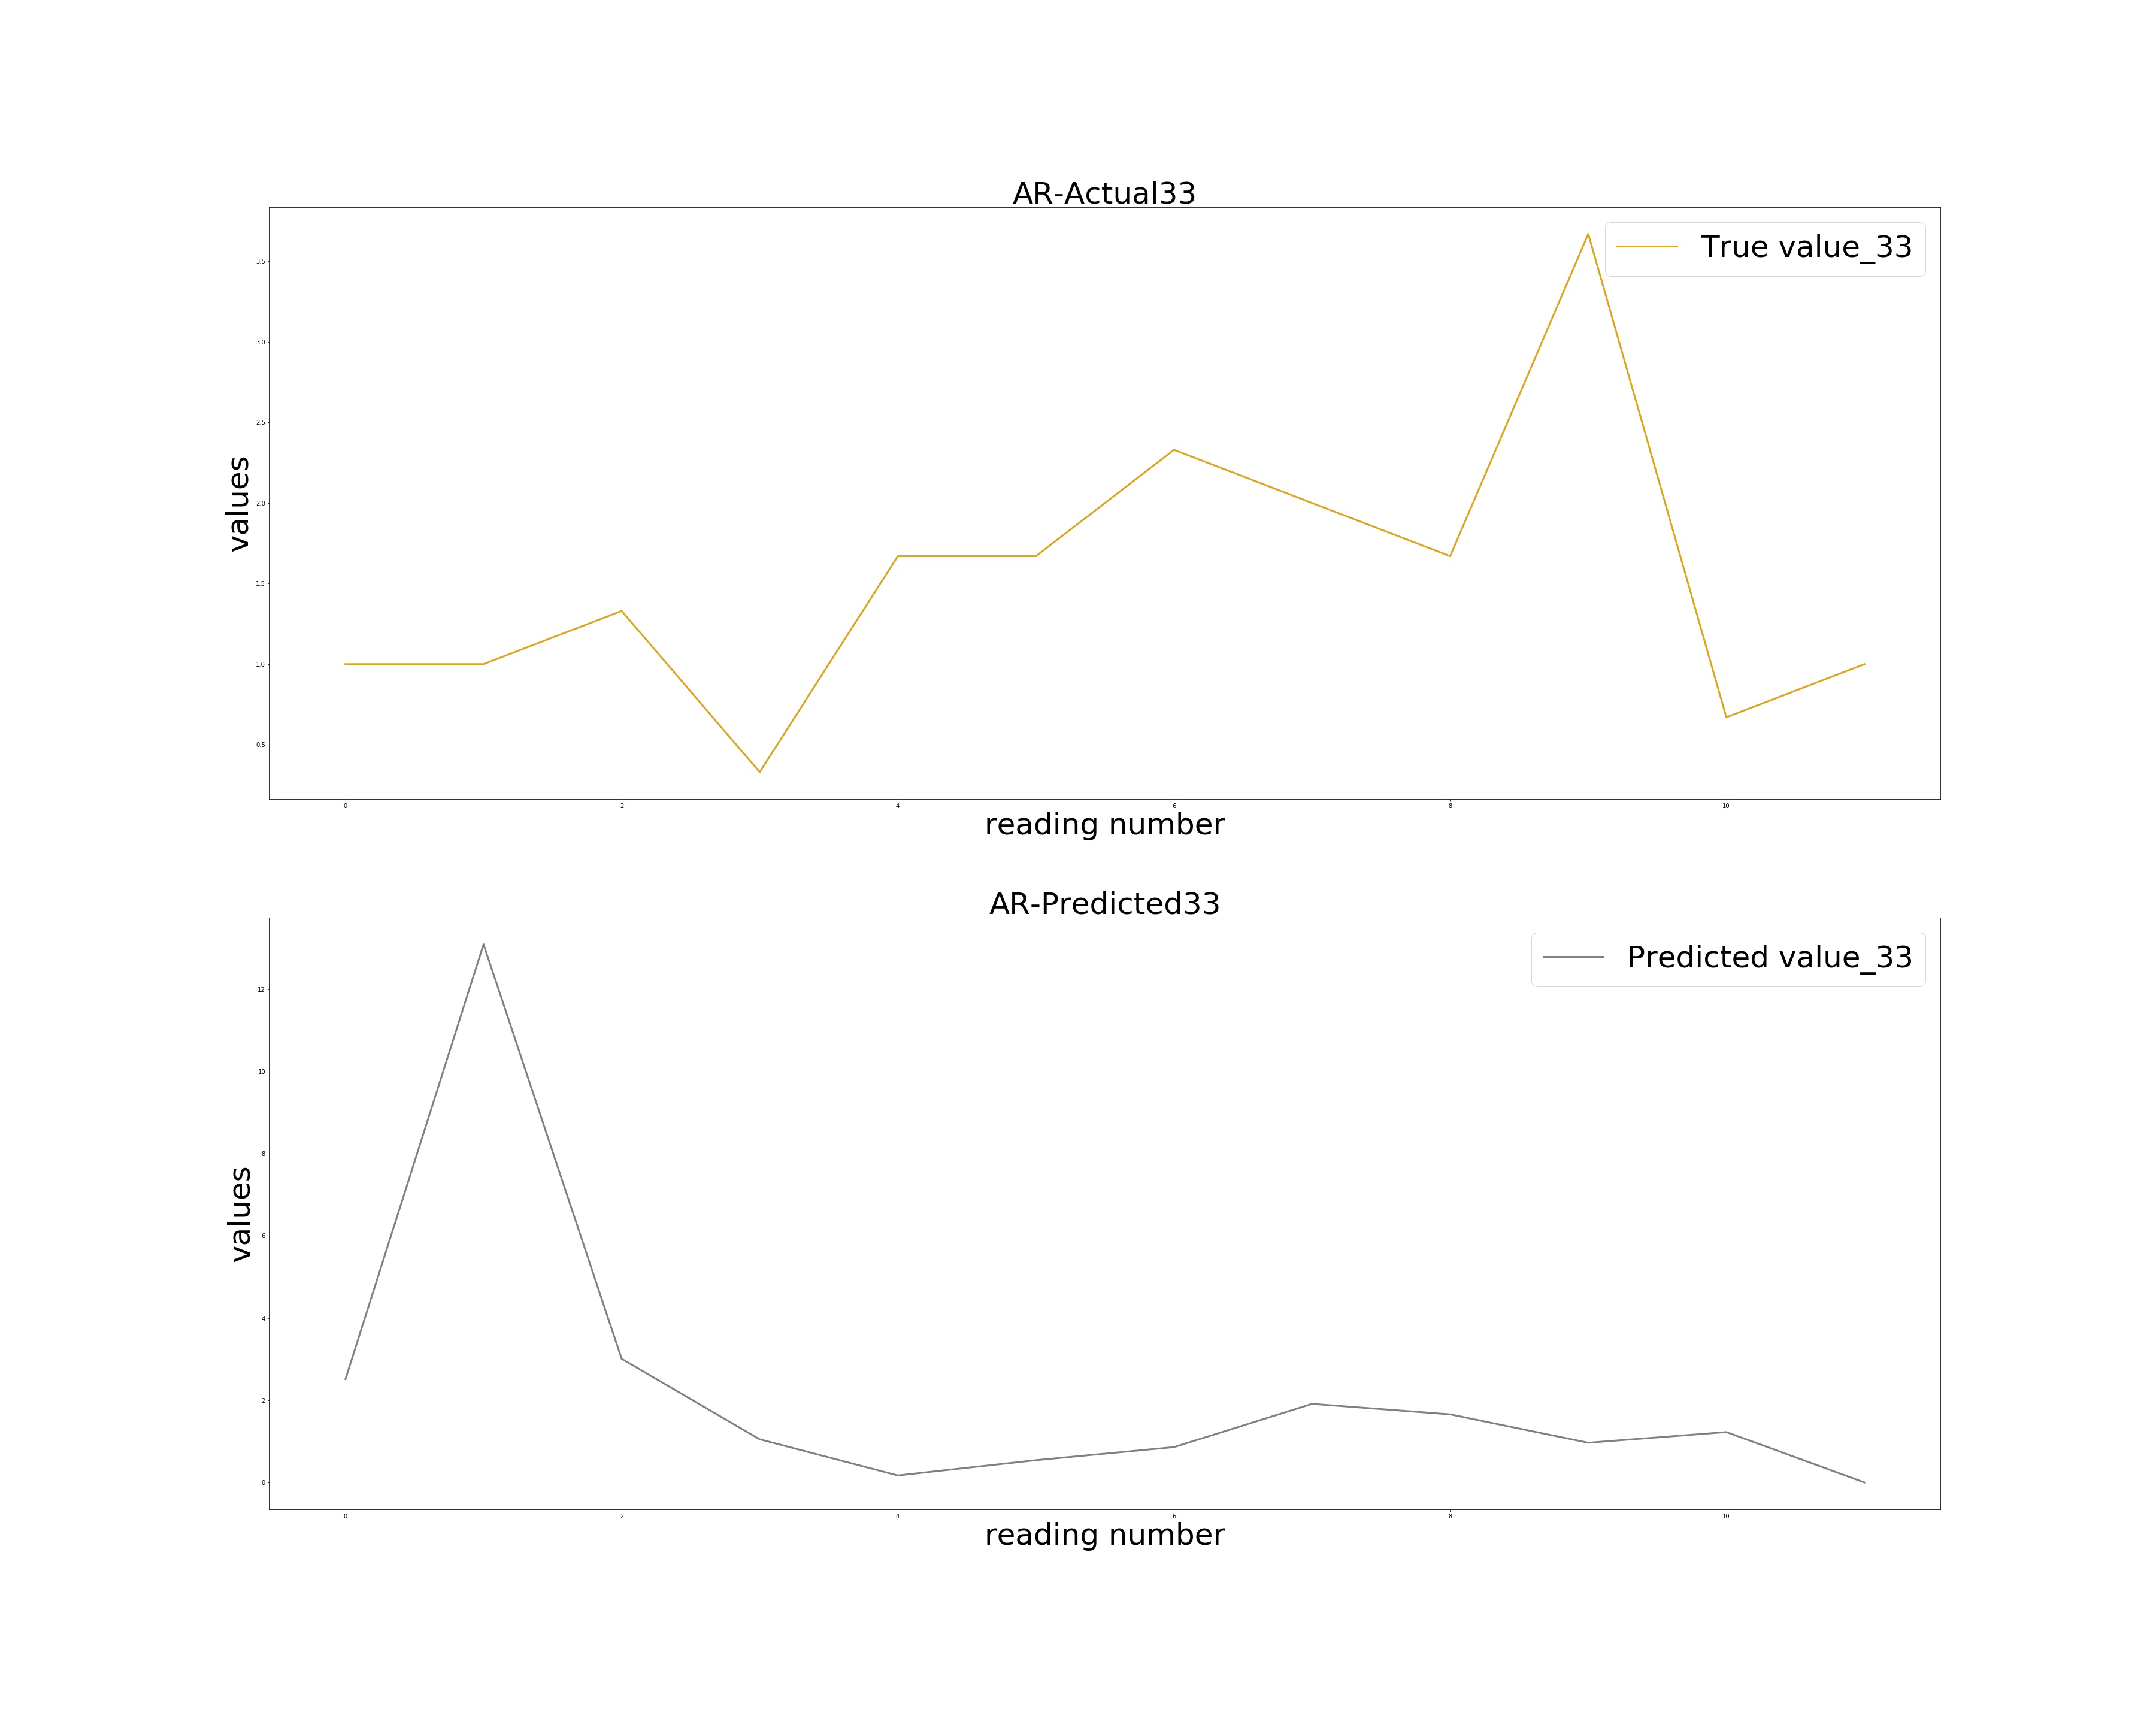 AR-Actual33
True value_33
3.5
3.0
2.5
2.0
1.5
1.0
0.5
values
0 2 4 6 8 10
reading number
AR-Predicted33
Predicted value_33
12
10
8
6
4
2
0
values
0 2 4 6 8 10
reading number